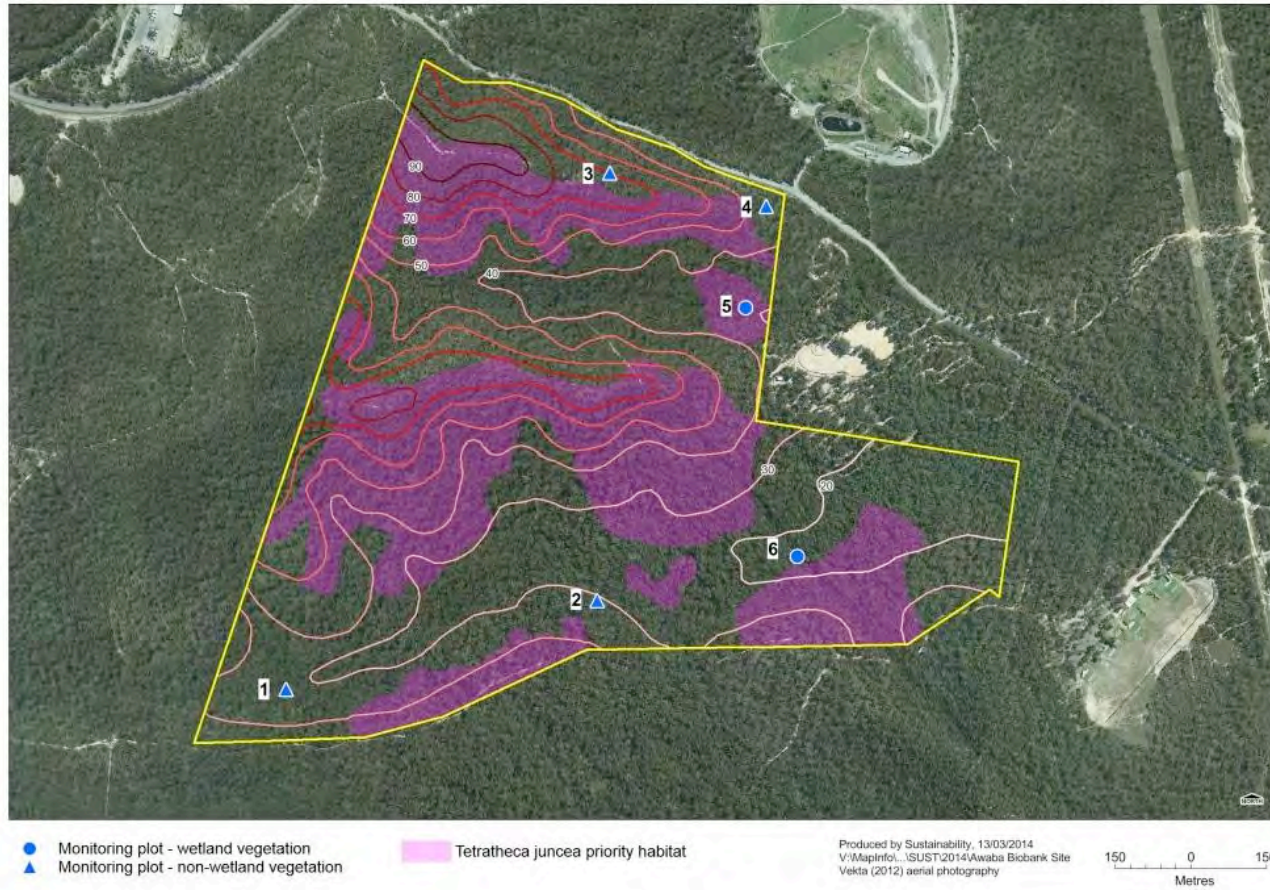 90
3
80
4
70
60
50
40
5
30
20
6
2
1
Monitoring plot - wetland vegetation
Monitoring plot - non-wetland vegetation
Tetratheca juncea priority habitat
Produced by Sustainability, 13/03/2014
V:\MapInfo\...\SUST\2014\Awaba Biobank Site
Vekta (2012) aerial photography
150 0 150
Metres